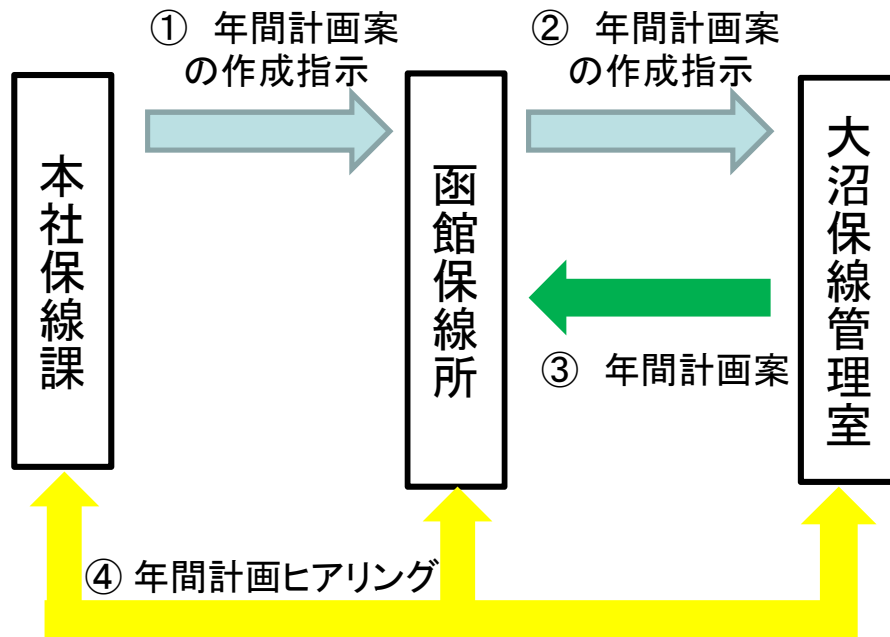 ① 年間計画案
の作成指示
② 年間計画案
の作成指示
本社保線課
函館保線所
大沼保線管理室
③ 年間計画案
④ 年間計画ヒアリング